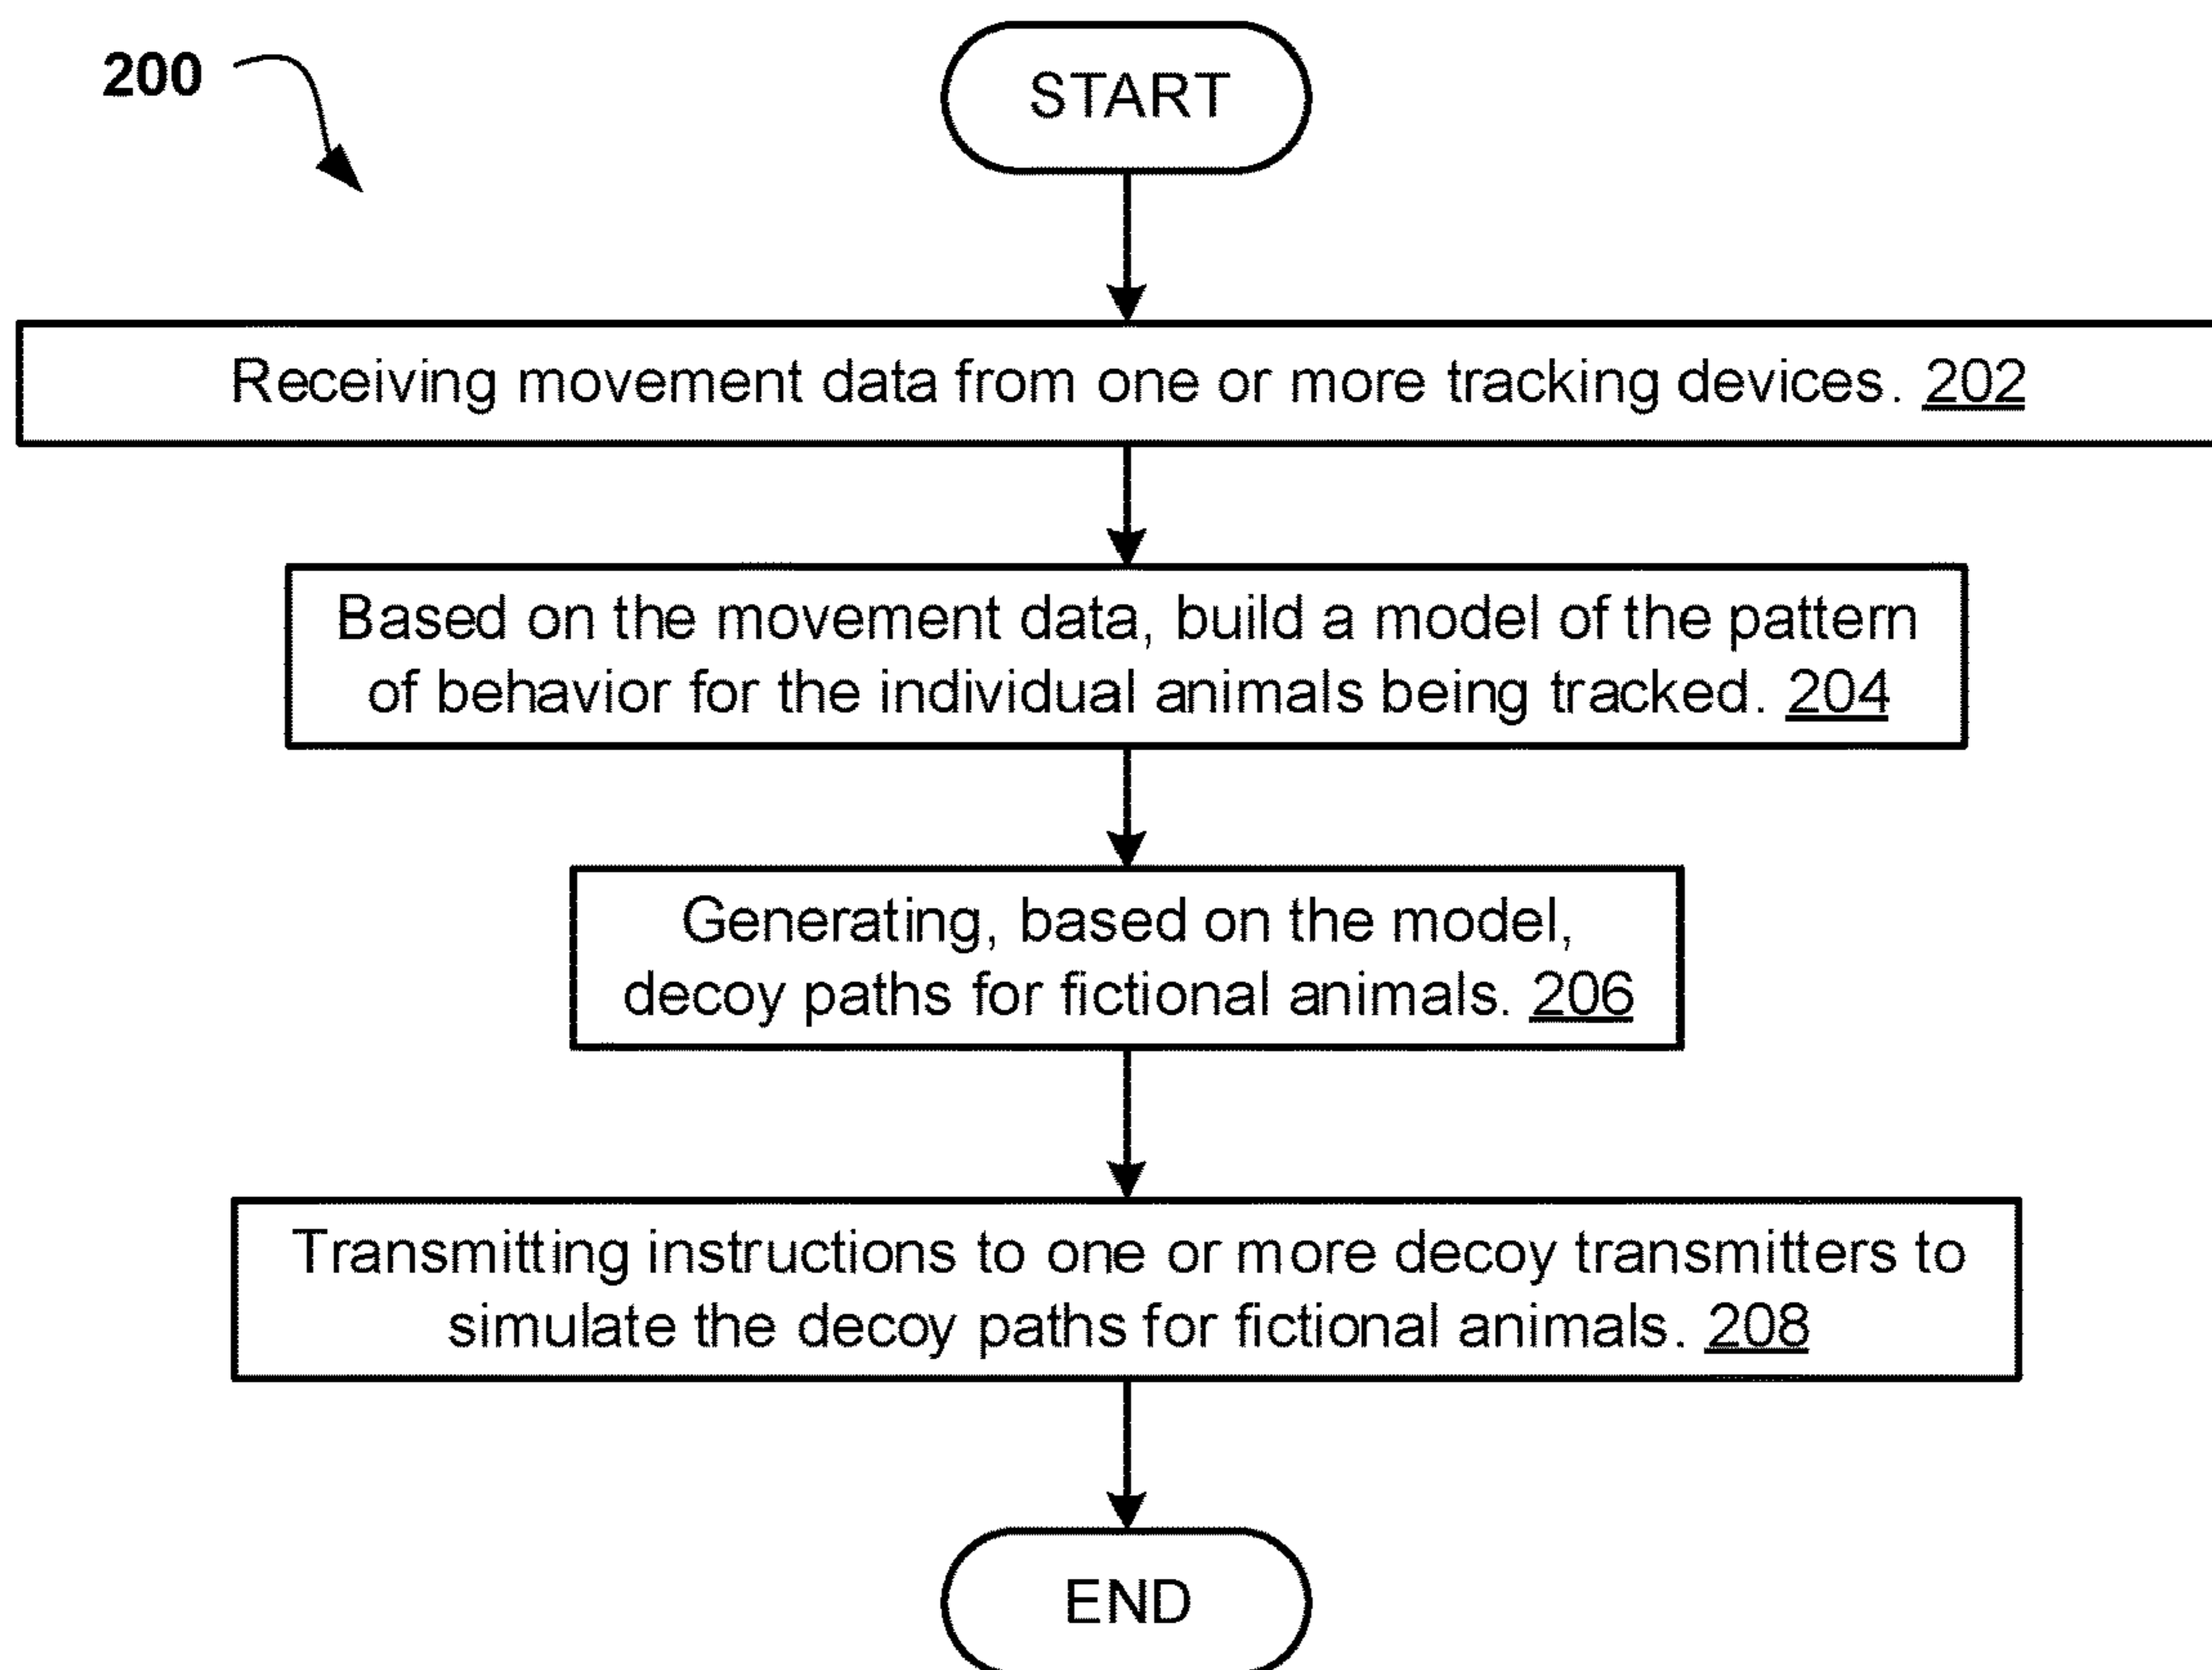 200
START
Receiving movement data from one or more tracking devices. 202
Based on the movement data, build a model of the pattern
of behavior for the individual animals being tracked. 204
Generating, based on the model,
decoy paths for fictional animals. 206
Transmitting instructions to one or more decoy transmitters to
simulate the decoy paths for fictional animals. 208
END